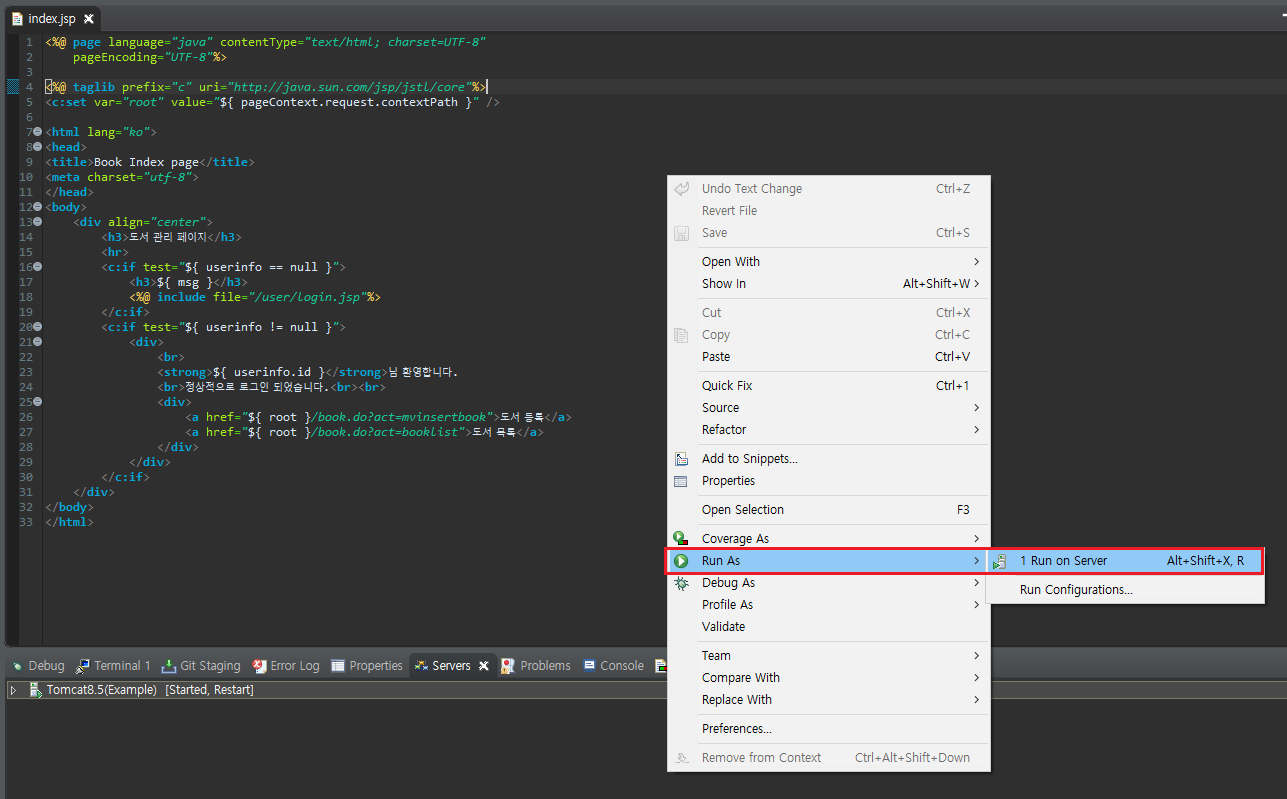 index.jsp
1 <%@ page language="java" contentType="text/html; charset=UTF-8"
2 pageEncoding="UTF-8"%>
3
4 <%@ taglib prefix="c" uri="http://java.sun.com/jsp/jstl/core"%>
5 <c:set var="root" value="${ pageContext.request.contextPath }" />
6
7 <html lang="ko">
8 <head>
9 <title>Book Index page</title>
10 <meta charset="utf-8">
11 </head>
12 <body>
13 <div align="center">
14 <h3>도서 관리 페이지</h3>
15 <hr>
16 <c:if test="${ userinfo == null }">
17 <h3>${ msg }</h3>
18 <%@ include file="/user/login.jsp"%>
19 </c:if>
20 <c:if test="${ userinfo != null }">
21 <div>
22 <br>
23 <strong>${ userinfo.id }</strong>님 환영합니다.
24 <br>정상적으로 로그인 되었습니다.<br><br>
25 <div>
26 <a href="${ root }/book.do?act=mvinsertbook">도서 등록</a>
27 <a href="${ root }/book.do?act=booklist">도서 목록</a>
28 </div>
29 </div>
30 </c:if>
31 </div>
32 </body>
33 </html>
Undo Text Change Ctrl+Z
Revert File
Save Ctrl+S
Open With
Show In Alt+Shift+W
Cut Ctrl+X
Copy Ctrl+C
Paste Ctrl+V
Quick Fix Ctrl+1
Source
Refactor
Add to Snippets...
Properties
Open Selection F3
Coverage As
Run As
1 Run on Server Alt+Shift+X, R
Debug As
Run Configurations...
Profile As
Validate
Team
Compare With
Replace With
Preferences...
Remove from Context Ctrl+Alt+Shift+Down
Debug Terminal 1 Git Staging Error Log Properties Servers Problems Console
Tomcat8.5(Example) [Started, Restart]